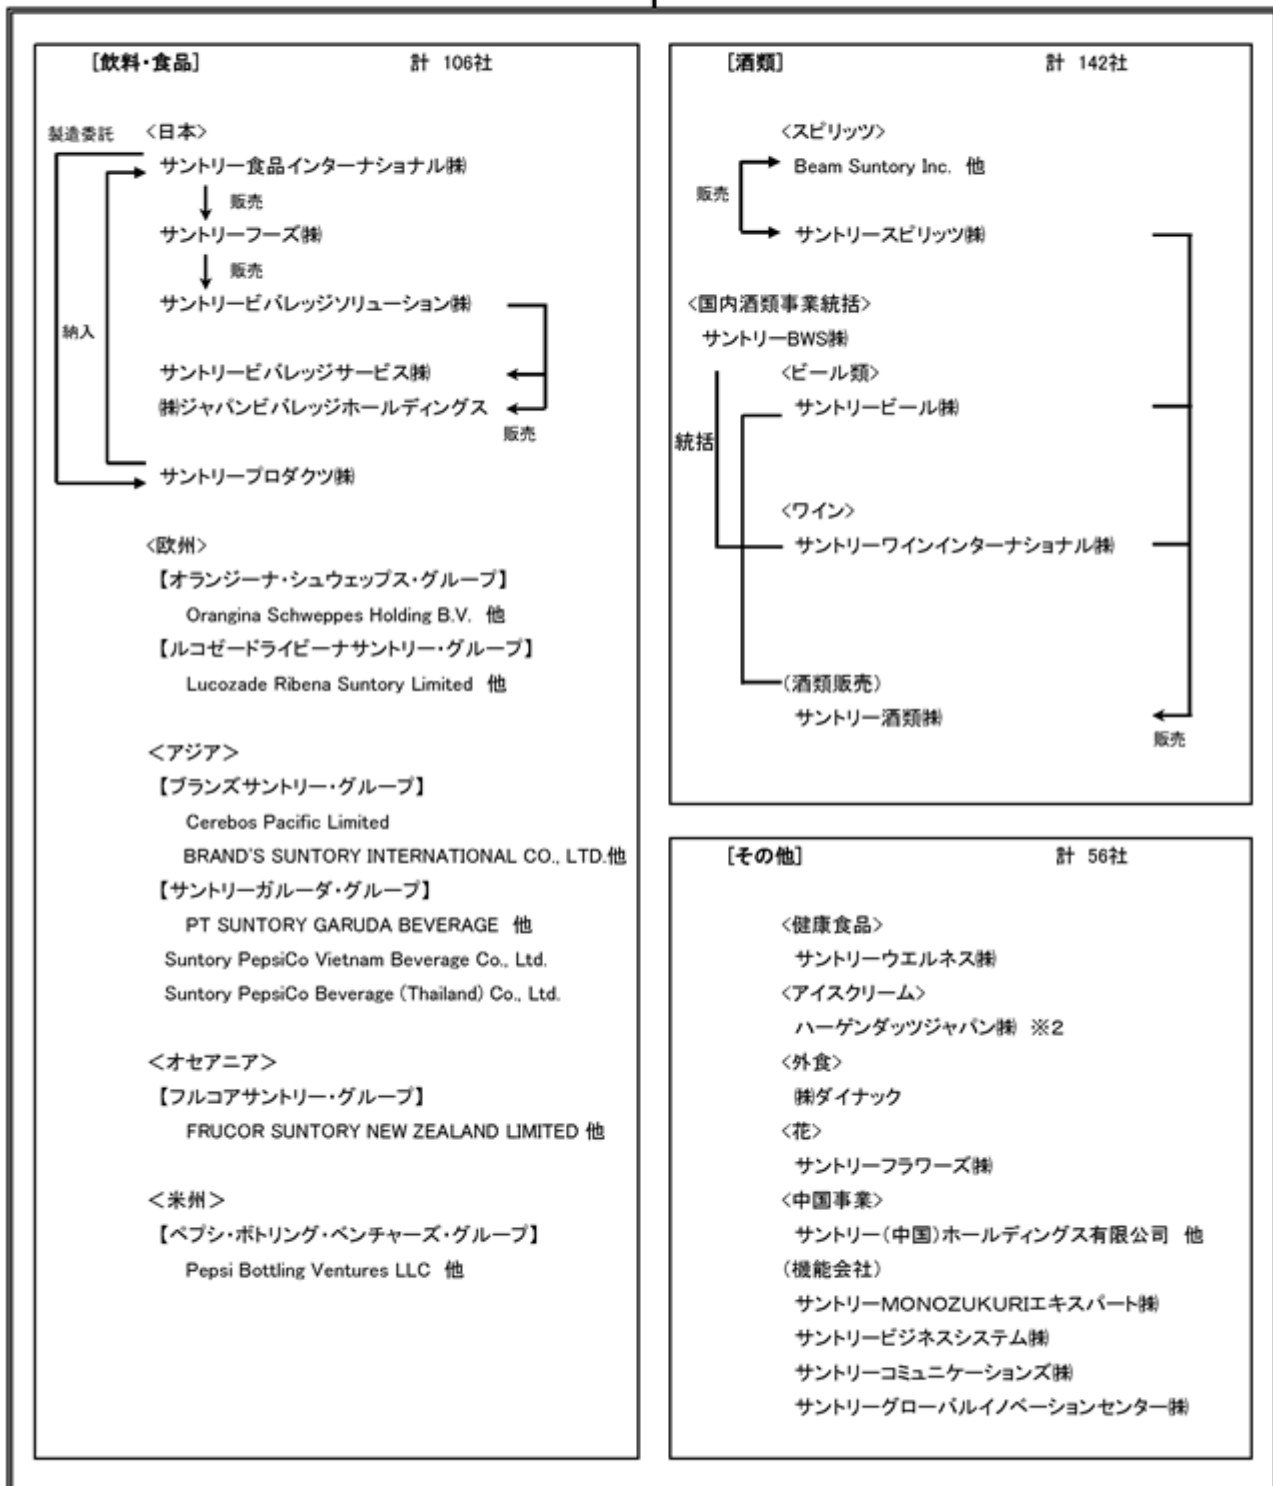 [飲料・食品] 計 106社
製造委託 <日本>
サントリー食品インターナショナル㈱
販売
サントリーフーズ㈱
販売
サントリービバレッジソリューション㈱
納入
サントリービバレッジサービス㈱
㈱ジャパンビバレッジホールディングス
販売
サントリープロダクツ㈱
<欧州>
【オランジーナ・シュウェップス・グループ】
Orangina Schweppes Holding B.V. 他
【ルコゼードライビーナサントリー・グループ】
Lucozade Ribena Suntory Limited 他
＜アジア＞
【ブランズサントリー・グループ】
Cerebos Pacific Limited
BRAND'S SUNTORY INTERNATIONAL CO., LTD.他
【サントリーガルーダ・グループ】
PT SUNTORY GARUDA BEVERAGE 他
Suntory PepsiCo Vietnam Beverage Co., Ltd.
Suntory PepsiCo Beverage (Thailand) Co., Ltd.
＜オセアニア＞
【フルコアサントリー・グループ】
FRUCOR SUNTORY NEW ZEALAND LIMITED 他
＜米州＞
【ペプシ・ボトリング・ベンチャーズ・グループ】
Pepsi Bottling Ventures LLC 他
[酒類] 計 142社
<スピリッツ>
Beam Suntory Inc. 他
販売
サントリースピリッツ㈱
<国内酒類事業統括>
サントリーBWS㈱
<ビール類>
サントリービール㈱
統括
<ワイン>
サントリーワインインターナショナル㈱
(酒類販売)
サントリー酒類㈱
販売
[その他] 計 56社
<健康食品>
サントリーウエルネス㈱
<アイスクリーム>
ハーゲンダッツジャパン㈱ ※2
<外食>
㈱ダイナック
<花>
サントリーフラワーズ㈱
<中国事業>
サントリー(中国)ホールディングス有限公司 他
(機能会社)
サントリーMONOZUKURIエキスパート㈱
サントリービジネスシステム㈱
サントリーコミュニケーションズ㈱
サントリーグローバルイノベーションセンター㈱